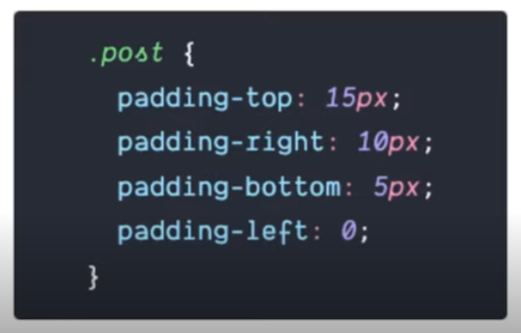 .post {
padding-top: 15px;
padding-right: 10px;
padding-bottom: 5px;
padding-left: 0;
}